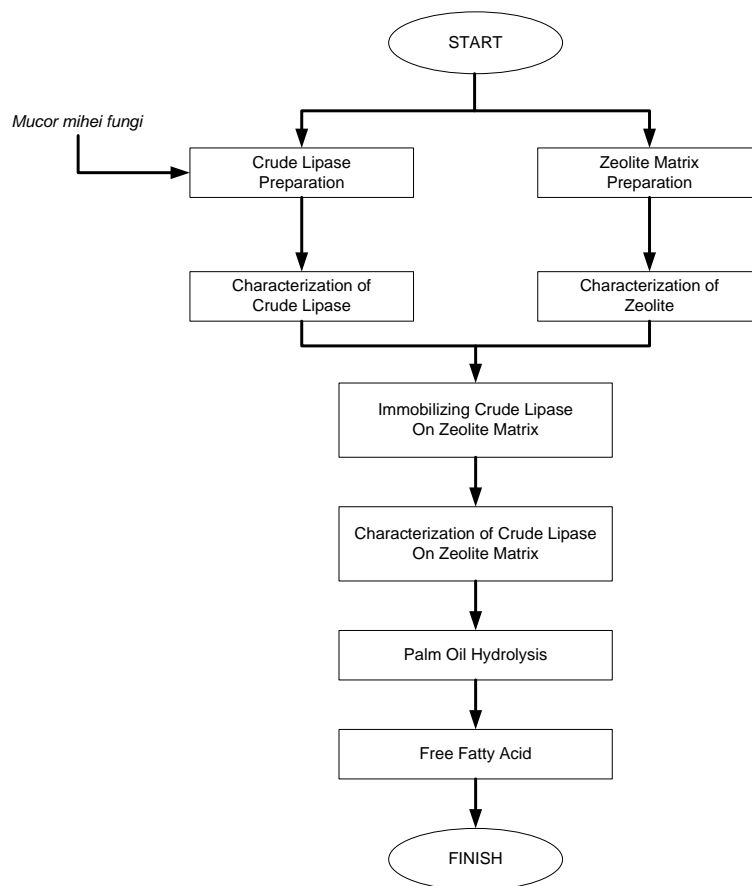 START
Mucor mihei fungi
Crude Lipase
Preparation
Zeolite Matrix
Preparation
Characterization of
Crude Lipase
Characterization of
Zeolite
Immobilizing Crude Lipase
On Zeolite Matrix
Characterization of Crude Lipase
On Zeolite Matrix
Palm Oil Hydrolysis
Free Fatty Acid
FINISH